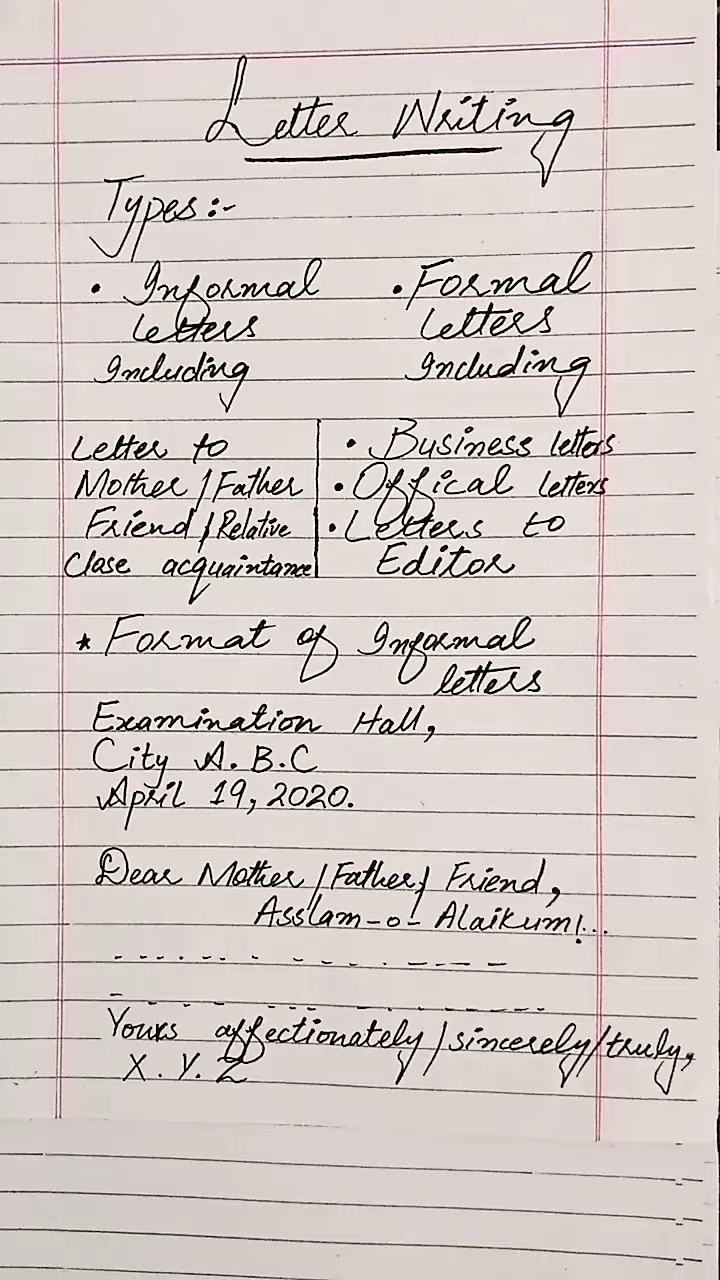 Letter Writing
Types:-
• Informal letters Including
• Formal letters Including
Letter to
Mother / Father
Friend / Relative
Close acquaintance
• Business letters
• Offical letters
• Letters to
Editor
* Format of Informal
letters
Examination Hall,
City A.B.C
April 19, 2020.
Dear Mother / Father / Friend,
Asslam-o-Alaikum!...
Yours affectionately / sincerely / truly,
X.Y.Z